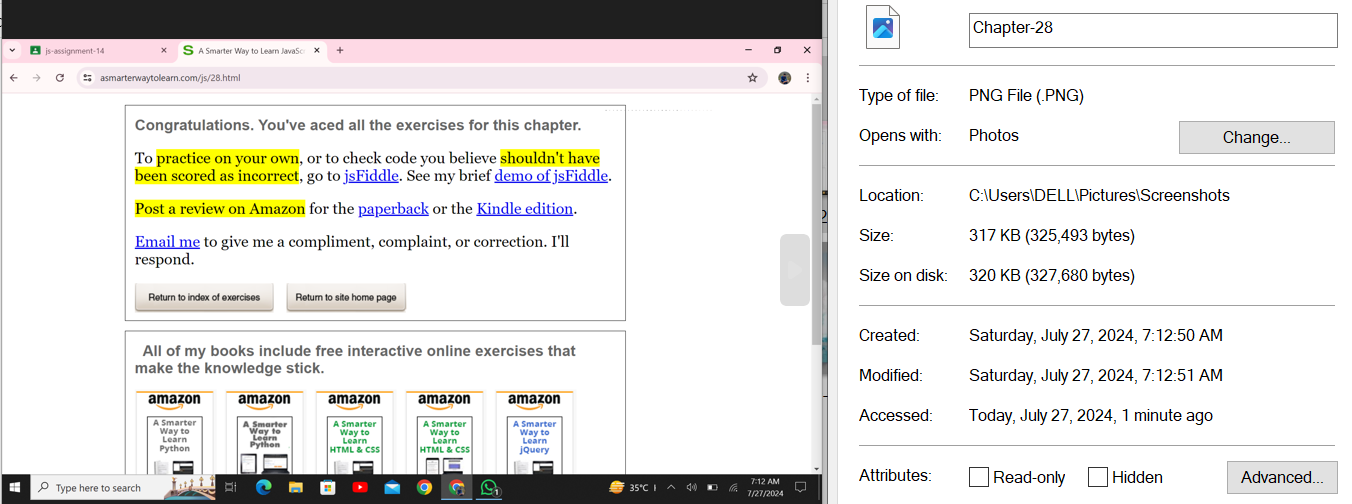 js-assignment-14
A Smarter Way to Learn JavaSc
asmarterwaytolearn.com/js/28.html
Congratulations. You've aced all the exercises for this chapter.
To practice on your own, or to check code you believe shouldn't have
been scored as incorrect, go to jsFiddle. See my brief demo of jsFiddle.
Post a review on Amazon for the paperback or the Kindle edition.
Email me to give me a compliment, complaint, or correction. I'll
respond.
Return to index of exercises
Return to site home page
All of my books include free interactive online exercises that
make the knowledge stick.
amazon
A Smarter
Way to
Learn
Python
amazon
A Smarter
Way to
Learn
Python
amazon
A Smarter
Way to
Learn
HTML & CSS
amazon
A Smarter
Way to
Learn
HTML & CSS
amazon
A Smarter
Way to
Learn
jQuery
Type here to search
1
35°C
7:12 AM
7/27/2024
Chapter-28
Type of file: PNG File (.PNG)
Opens with: Photos
Change...
Location: C:\Users\DELL\Pictures\Screenshots
Size: 317 KB (325,493 bytes)
Size on disk: 320 KB (327,680 bytes)
Created: Saturday, July 27, 2024, 7:12:50 AM
Modified: Saturday, July 27, 2024, 7:12:51 AM
Accessed: Today, July 27, 2024, 1 minute ago
Attributes: Read-only Hidden
Advanced...